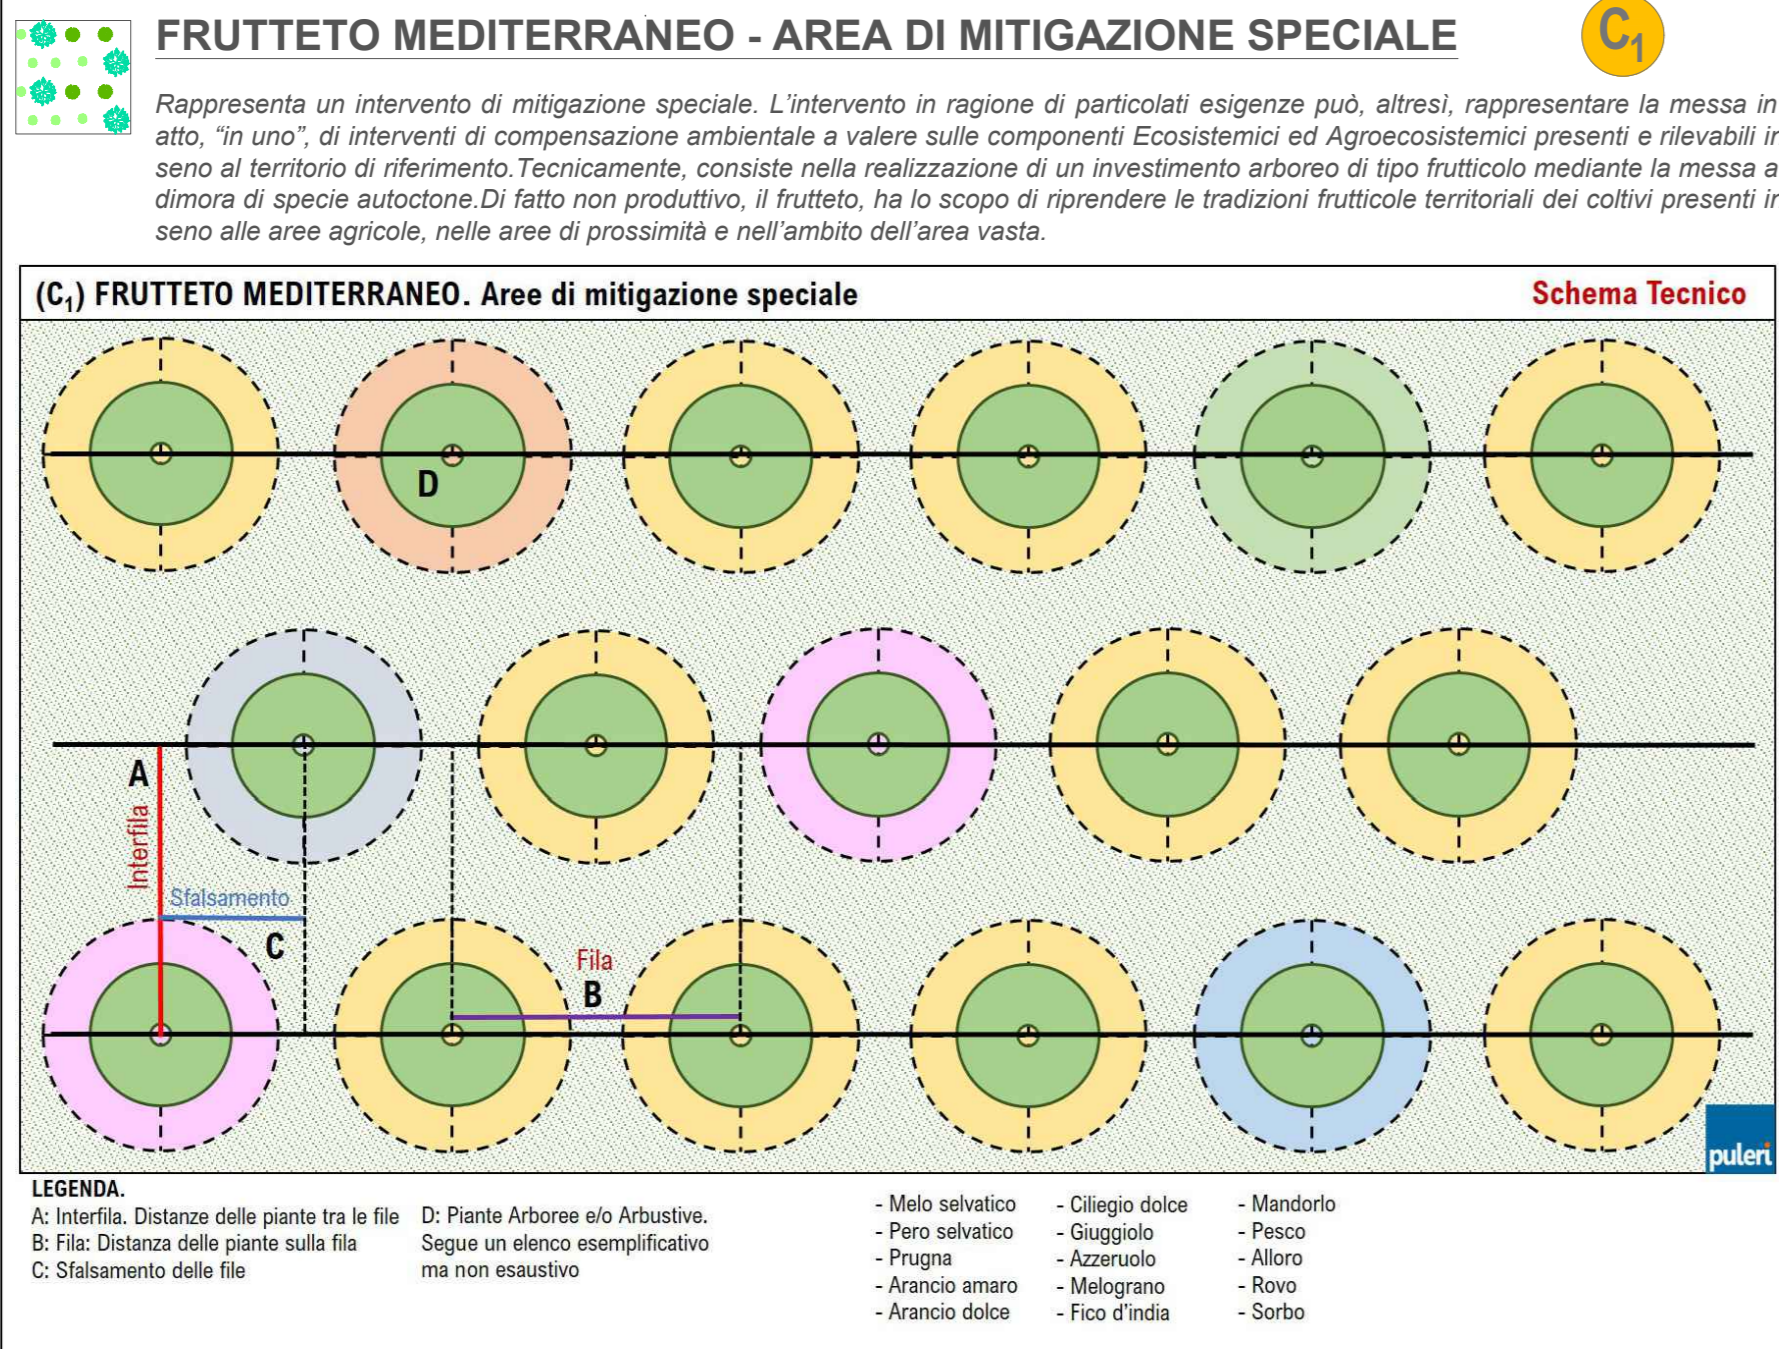 FRUTTETO MEDITERRANEO - AREA DI MITIGAZIONE SPECIALE
C1
Rappresenta un intervento di mitigazione speciale. L’intervento in ragione di particolati esigenze può, altresì, rappresentare la messa in
atto, “in uno”, di interventi di compensazione ambientale a valere sulle componenti Ecosistemici ed Agroecosistemici presenti e rilevabili in
seno al territorio di riferimento.Tecnicamente, consiste nella realizzazione di un investimento arboreo di tipo frutticolo mediante la messa a
dimora di specie autoctone.Di fatto non produttivo, il frutteto, ha lo scopo di riprendere le tradizioni frutticole territoriali dei coltivi presenti in
seno alle aree agricole, nelle aree di prossimità e nell’ambito dell’area vasta.
(C1) FRUTTETO MEDITERRANEO. Aree di mitigazione speciale
Schema Tecnico
D
A
Interfila
Sfalsamento
C
Fila
B
puleri
LEGENDA.
A: Interfila. Distanze delle piante tra le file
B: Fila: Distanza delle piante sulla fila
C: Sfalsamento delle file
D: Piante Arboree e/o Arbustive.
Segue un elenco esemplificativo
ma non esaustivo
- Melo selvatico
- Pero selvatico
- Prugna
- Arancio amaro
- Arancio dolce
- Ciliegio dolce
- Giuggiolo
- Azzeruolo
- Melograno
- Fico d’india
- Mandorlo
- Pesco
- Alloro
- Rovo
- Sorbo